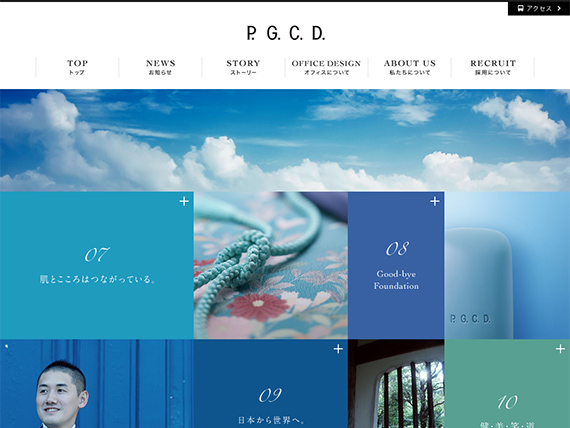 アクセス
P. G. C. D.
TOP NEWS STORY OFFICE DESIGN ABOUT US RECRUIT
トップ お知らせ ストーリー オフィスについて 私たちについて 採用について
07
肌とこころはつながっている。
08
Good-bye
Foundation
P. G. C. D.
09
日本から世界へ。
10
健・美・笑・道